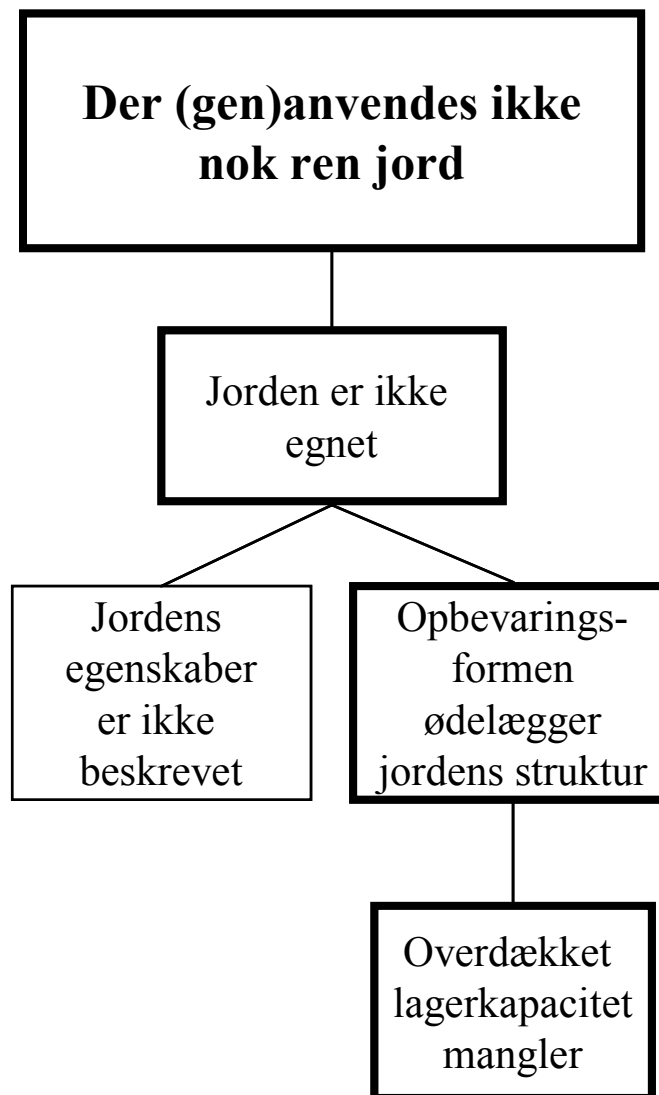 Der (gen)anvendes ikke
nok ren jord
Jorden er ikke
egnet
Jordens
egenskaber
er ikke
beskrevet
Opbevarings-
formen
ødelægger
jordens struktur
Overdækket
lagerkapacitet
mangler